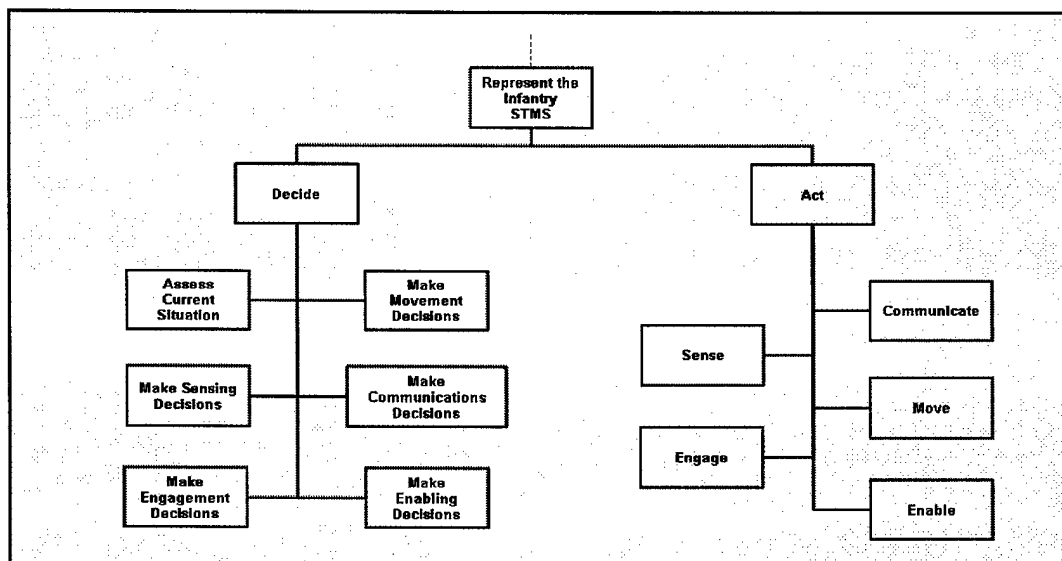 Represent the
Infantry
STMS
Decide
Act
Assess
Current
Situation
Make
Movement
Decisions
Communicate
Sense
Make Sensing
Decisions
Make
Communications
Decisions
Move
Engage
Make
Engagement
Decisions
Make
Enabling
Decisions
Enable